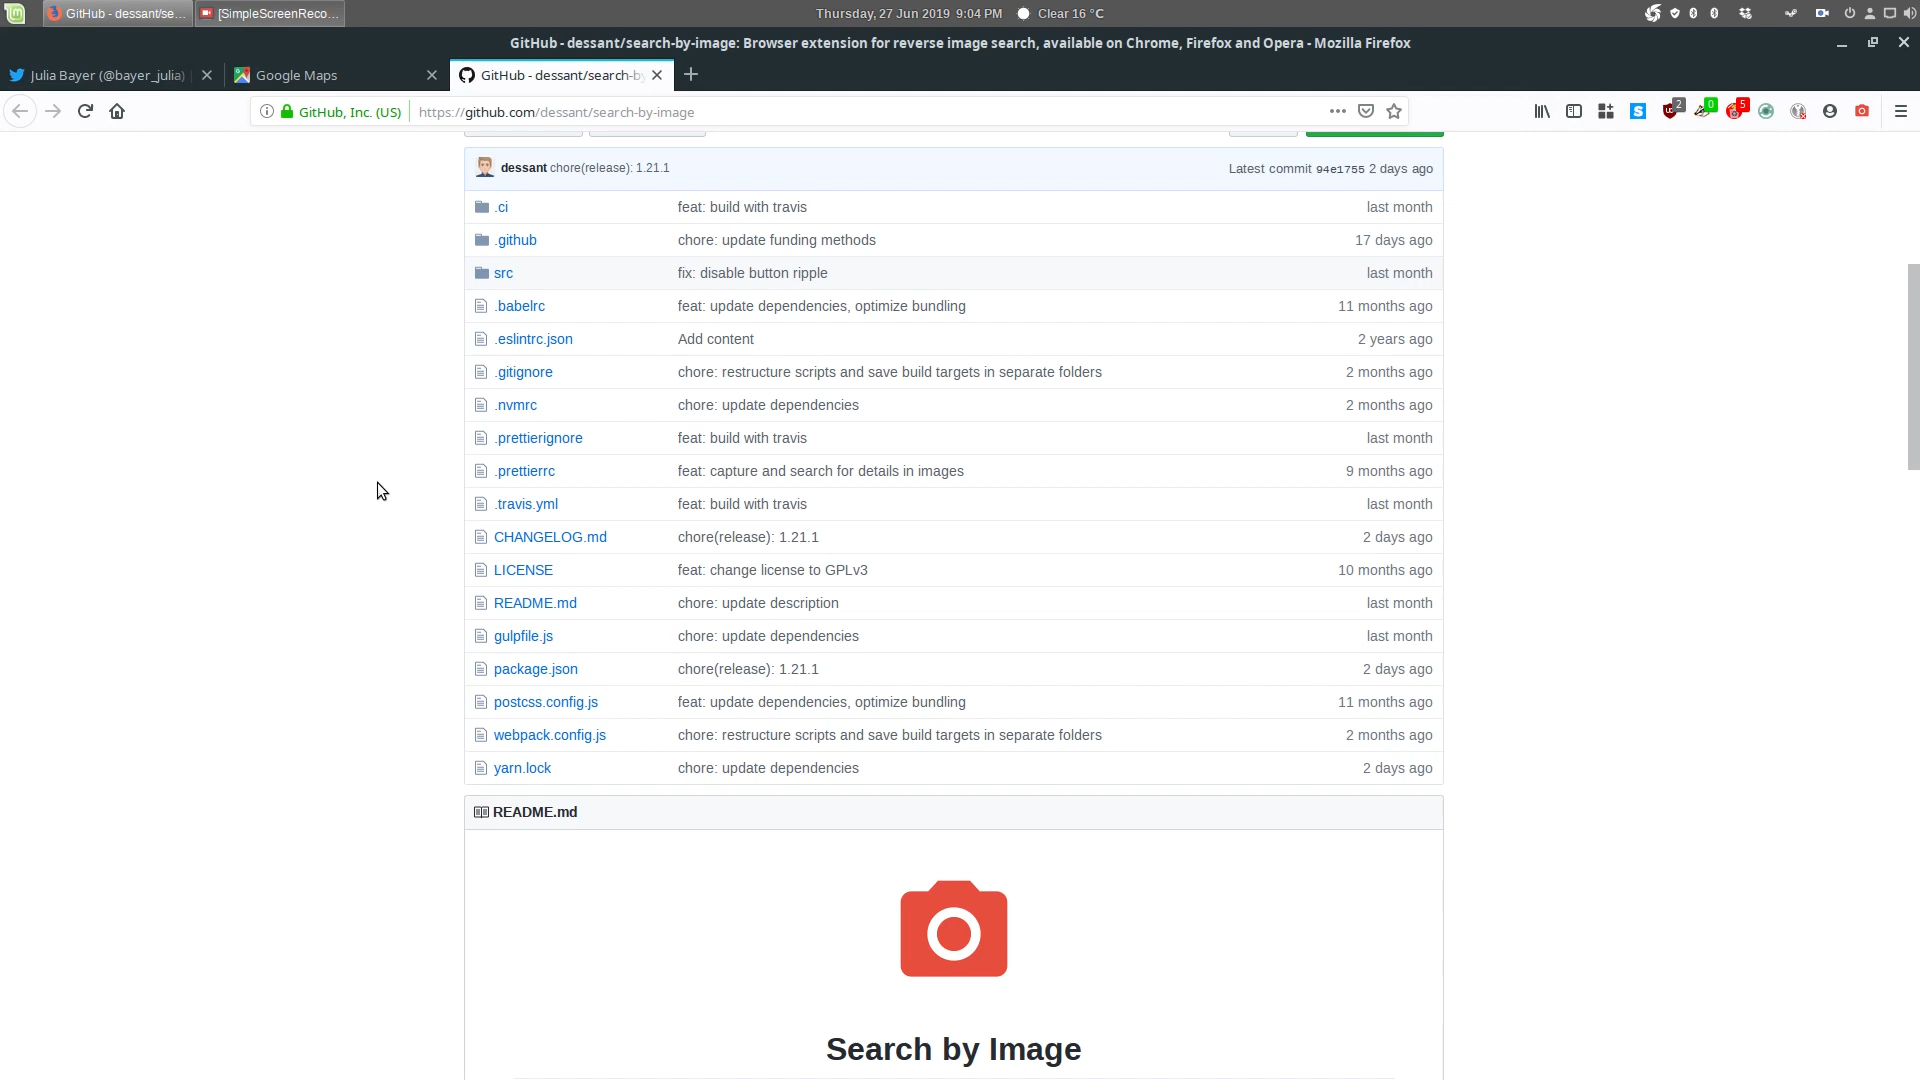 GitHub - dessant/se... [SimpleScreenReco... Thursday, 27 Jun 2019 9:04 PM Clear 16 °C
GitHub - dessant/search-by-image: Browser extension for reverse image search, available on Chrome, Firefox and Opera - Mozilla Firefox
Julia Bayer (@bayer_julia) Google Maps GitHub - dessant/search-by
GitHub, Inc. (US) https://github.com/dessant/search-by-image 2 0 5
dessant chore(release): 1.21.1 Latest commit 94e1755 2 days ago
.ci feat: build with travis last month
.github chore: update funding methods 17 days ago
src fix: disable button ripple last month
.babelrc feat: update dependencies, optimize bundling 11 months ago
.eslintrc.json Add content 2 years ago
.gitignore chore: restructure scripts and save build targets in separate folders 2 months ago
.nvmrc chore: update dependencies 2 months ago
.prettierignore feat: build with travis last month
.prettierrc feat: capture and search for details in images 9 months ago
.travis.yml feat: build with travis last month
CHANGELOG.md chore(release): 1.21.1 2 days ago
LICENSE feat: change license to GPLv3 10 months ago
README.md chore: update description last month
gulpfile.js chore: update dependencies last month
package.json chore(release): 1.21.1 2 days ago
postcss.config.js feat: update dependencies, optimize bundling 11 months ago
webpack.config.js chore: restructure scripts and save build targets in separate folders 2 months ago
yarn.lock chore: update dependencies 2 days ago
README.md
Search by Image